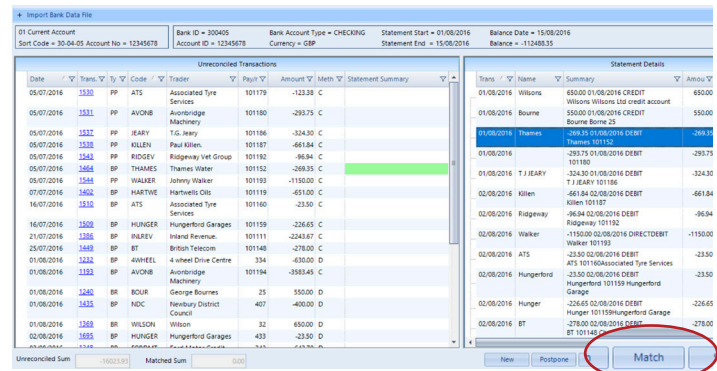 + Import Bank Data File
01 Current Account
Sort Code = 30-04-05 Account No = 12345678
Bank ID = 300405 Bank Account Type = CHECKING Statement Start = 01/08/2016 Balance Date = 15/08/2016
Account ID = 12345678 Currency = GBP Statement End = 15/08/2016 Balance = -112488.35
Unreconciled Transactions
Date Trans. Ty Code Trader Pay/r Amount Meth Statement Summary
05/07/2016 1530 PP ATS Associated Tyre Services 101179 -123.38 C
05/07/2016 1531 PP AVONB Avonbridge Machinery 101180 -293.75 C
05/07/2016 1537 PP JEARY T.G. Jeary 101186 -324.30 C
05/07/2016 1538 PP KILLEN Paul Killen. 101187 -661.84 C
05/07/2016 1543 PP RIDGEV Ridgeway Vet Group 101192 -96.94 C
05/07/2016 1464 BP THAMES Thames Water 101152 -269.35 C
05/07/2016 1544 PP WALKER Johnny Walker 101193 -1150.00 C
07/07/2016 1402 BP HARTWE Hartwells Oils 101119 -651.00 C
16/07/2016 1510 BP ATS Associated Tyre Services 101160 -23.50 C
16/07/2016 1509 BP HUNGER Hungerford Garages 101159 -226.65 C
21/07/2016 1386 BP INLREV Inland Revenue. 101111 -2243.67 C
25/07/2016 1449 BP BT British Telecom 101148 -278.00 C
01/08/2016 1232 BP 4WHEEL 4 wheel Drive Centre 334 -630.00 D
01/08/2016 1193 BP AVONB Avonbridge Machinery 101194 -3583.45 D
01/08/2016 1240 BR BOUR George Bournes 25 550.00 D
01/08/2016 1435 BP NDC Newbury District Council 407 -400.00 D
01/08/2016 1369 BR WILSON Wilson 32 650.00 D
02/08/2016 1695 BP HUNGER Hungerford Garages 433 -23.50 D
Unreconciled Sum -16023.93 Matched Sum 0.00
Statement Details
Trans Name Summary Amou
01/08/2016 Wilsons 650.00 01/08/2016 CREDIT 650.00
Wilsons Wilsons Ltd credit account
01/08/2016 Bourne 550.00 01/08/2016 CREDIT 550.00
Bourne Borne 25
01/08/2016 Thames -269.35 01/08/2016 DEBIT -269.35
Thames 101152
01/08/2016 -293.75 01/08/2016 DEBIT -293.75
101180
01/08/2016 T J JEARY -324.30 01/08/2016 DEBIT -324.30
T J JEARY 101186
02/08/2016 Killen -661.84 02/08/2016 DEBIT -661.84
Killen 101187
02/08/2016 Ridgeway -96.94 02/08/2016 DEBIT -96.94
Ridgeway 101192
02/08/2016 Walker -1150.00 02/08/2016 DIRECTDEBIT -1150.00
Walker 101193
02/08/2016 ATS -23.50 02/08/2016 DEBIT -23.50
ATS 101160Associated Tyre Services
02/08/2016 Hungerford -23.50 02/08/2016 DEBIT -23.50
Hungerford 101159 Hungerford Garage
02/08/2016 Hunger -226.65 02/08/2016 DEBIT -226.65
Hunger 101159Hungerford Garage
02/08/2016 BT -278.00 02/08/2016 DEBIT -278.00
BT 101148
New Postpone Match